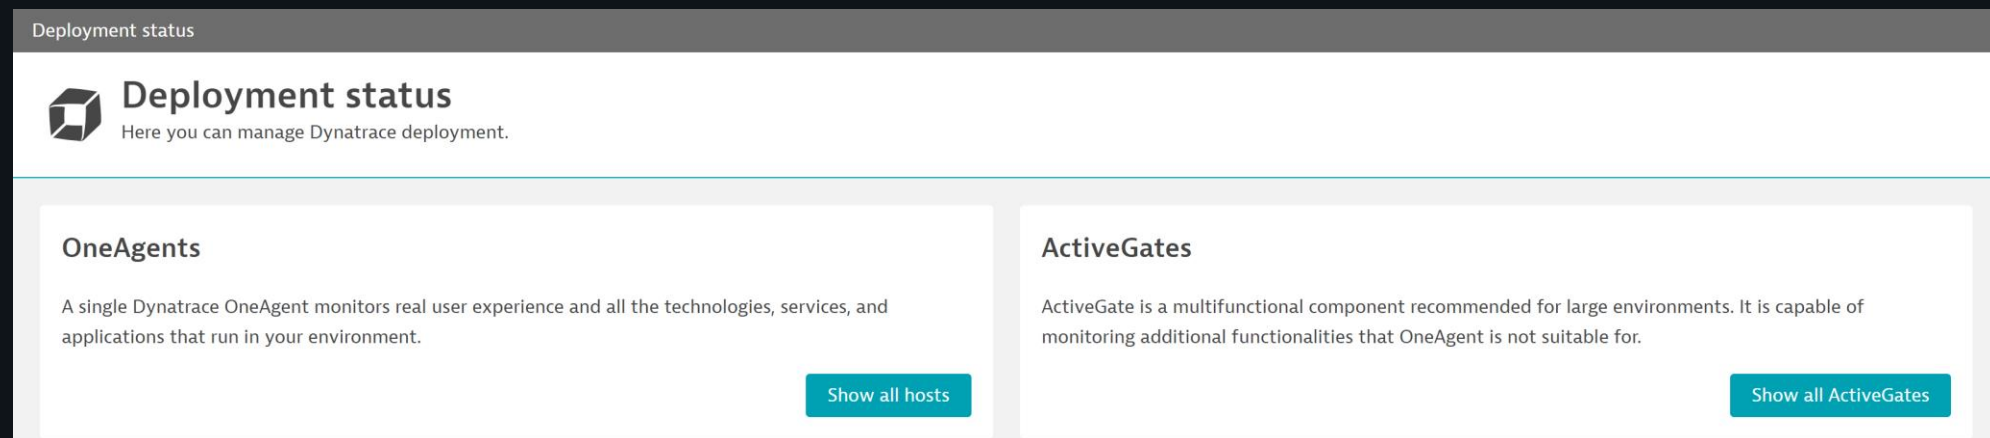 Deployment status
Deployment status
Here you can manage Dynatrace deployment.
OneAgents
A single Dynatrace OneAgent monitors real user experience and all the technologies, services, and
applications that run in your environment.
Show all hosts
ActiveGates
ActiveGate is a multifunctional component recommended for large environments. It is capable of
monitoring additional functionalities that OneAgent is not suitable for.
Show all ActiveGates